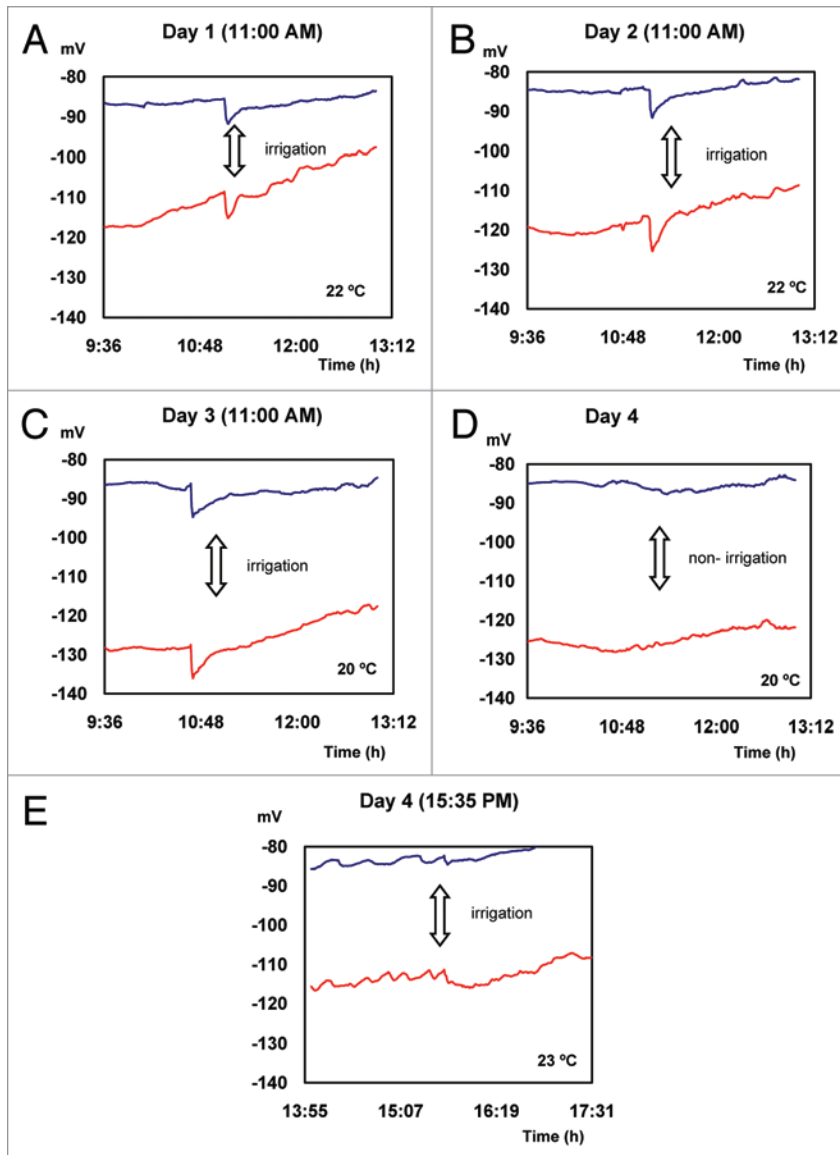 A
Day 1 (11:00 AM)
mV
-80
-90
-100
-110
-120
-130
-140
irrigation
22 ºC
9:36 10:48 12:00 13:12
Time (h)
B
Day 2 (11:00 AM)
mV
-80
-90
-100
-110
-120
-130
-140
irrigation
22 ºC
9:36 10:48 12:00 13:12
Time (h)
C
Day 3 (11:00 AM)
mV
-80
-90
-100
-110
-120
-130
-140
irrigation
20 ºC
9:36 10:48 12:00 13:12
Time (h)
D
Day 4
mV
-80
-90
-100
-110
-120
-130
-140
non- irrigation
20 ºC
9:36 10:48 12:00 13:12
Time (h)
E
Day 4 (15:35 PM)
mV
-80
-90
-100
-110
-120
-130
-140
irrigation
23 ºC
13:55 15:07 16:19 17:31
Time (h)